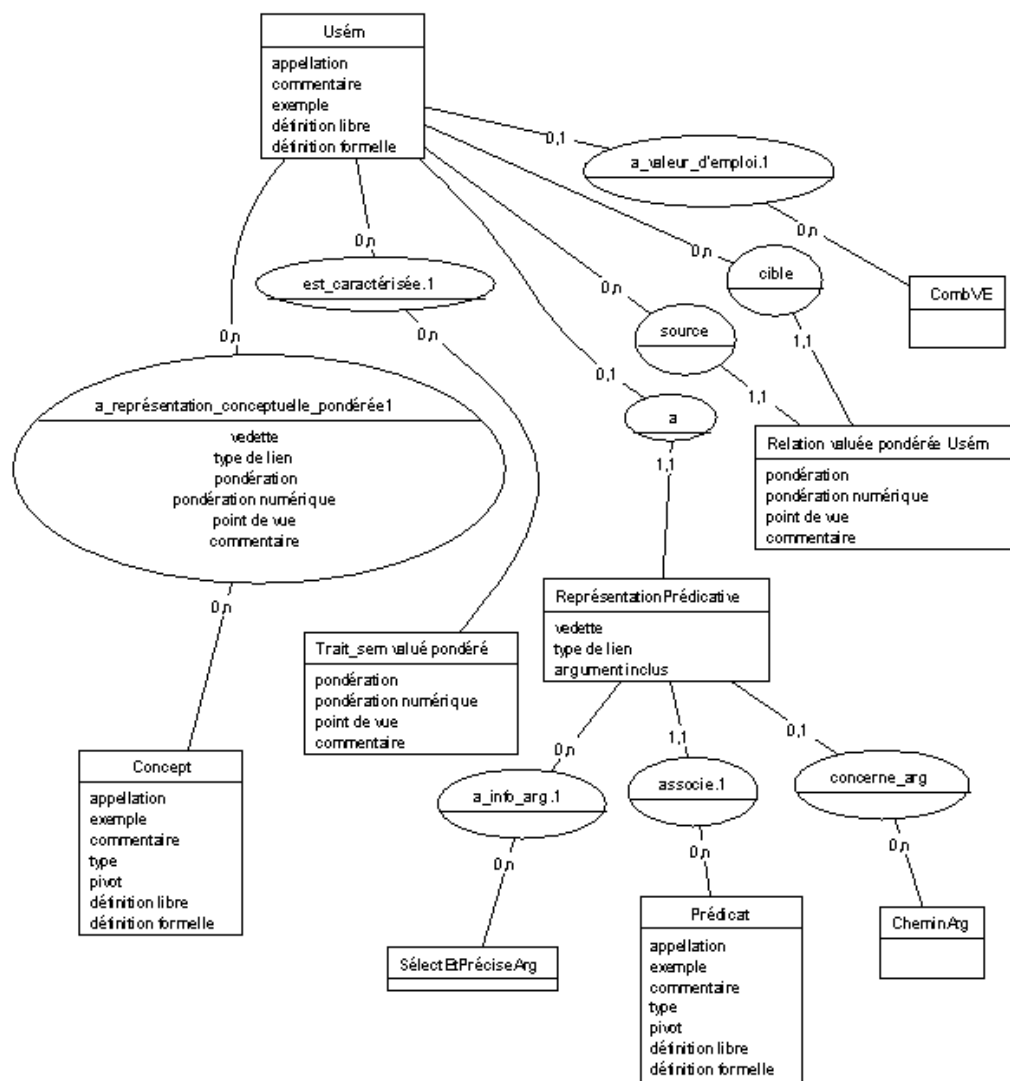 Usém
appellation
commentaire
exemple
définition libre
définition formelle
0,1
a_valeur_d'emploi.1
0,n
0,n
0,n
cible
est_caractérisée.1
CombVE
0,n
source
0,n
0,n
1,1
0,1
1,1
a_représentation_conceptuelle_pondérée1
a
vedette
type de lien
pondération
pondération numérique
point de vue
commentaire
1,1
Relation valuée pondérée Usém
pondération
pondération numérique
point de vue
commentaire
0,n
ReprésentationPrédicative
vedette
type de lien
argument inclus
Trait_sem valué pondéré
pondération
pondération numérique
point de vue
commentaire
0,n
1,1
0,1
Concept
appellation
exemple
commentaire
type
pivot
définition libre
définition formelle
a_info_arg.1
associe.1
concerne_arg
0,n
0,n
0,n
Prédicat
appellation
exemple
commentaire
type
pivot
définition libre
définition formelle
CheminArg
SélectEtPréciseArg